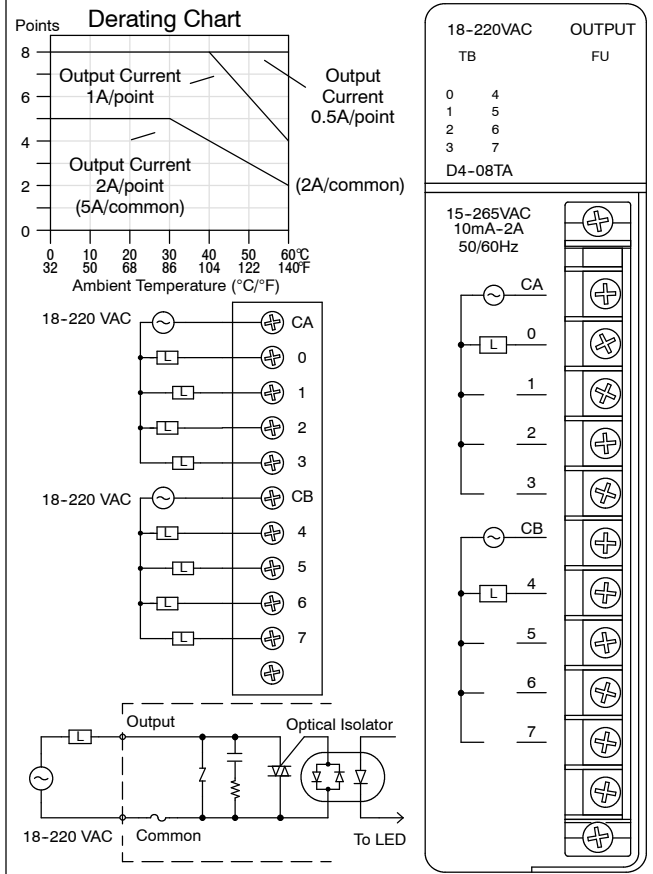 Points
Derating Chart
8
6
4
2
0
Output Current
1A/point
Output
Current
0.5A/point
Output Current
2A/point
(5A/common)
(2A/common)
0 10 20 30 40 50 60°C
32 50 68 86 104 122 140°F
Ambient Temperature (°C/°F)
18-220 VAC
CA
L 0
L 1
L 2
L 3
18-220 VAC
CB
L 4
L 5
L 6
L 7
Output
Optical Isolator
L
18-220 VAC
Common
To LED
18-220VAC OUTPUT
TB FU
0 4
1 5
2 6
3 7
D4-08TA
15-265VAC
10mA-2A
50/60Hz
CA
L 0
1
2
3
CB
L 4
5
6
7